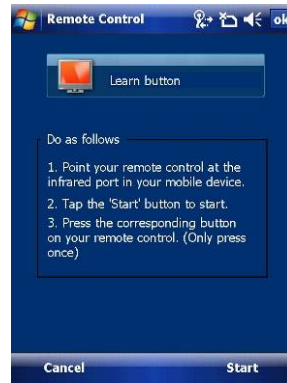 Remote Control ok
Learn button
Do as follows
1. Point your remote control at the
infrared port in your mobile device.
2. Tap the 'Start' button to start.
3. Press the corresponding button
on your remote control. (Only press
once)
Cancel Start